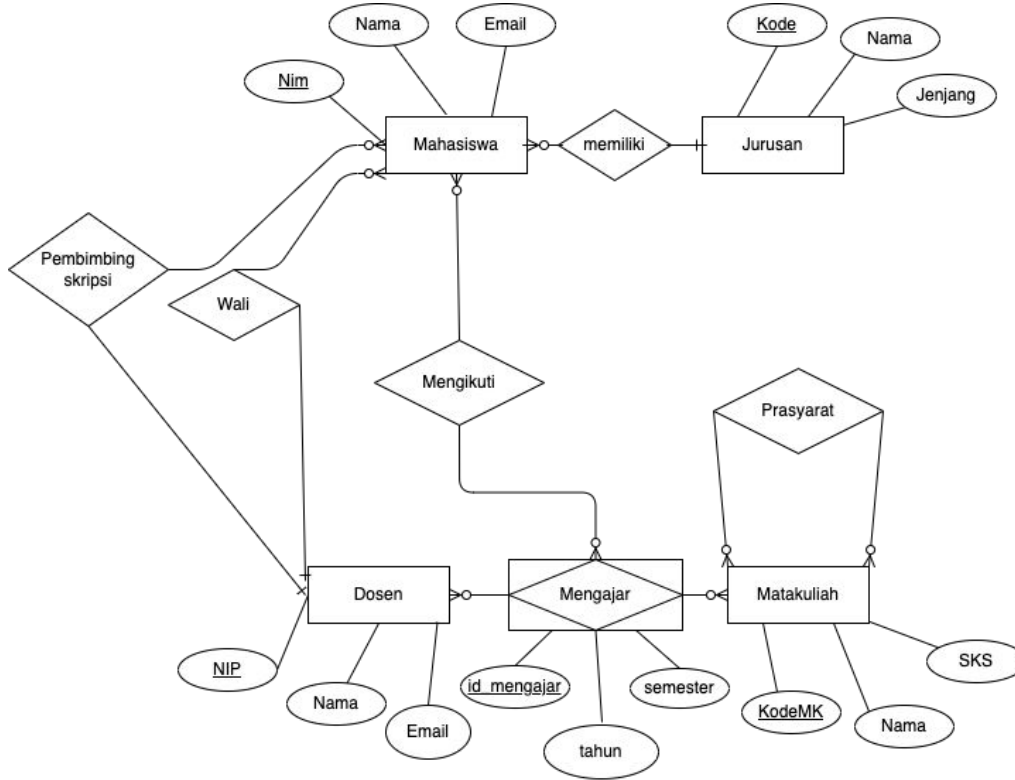 Nama
Email
Kode
Nama
Nim
Jenjang
Mahasiswa
memiliki
Jurusan
Pembimbing
skripsi
Wali
Mengikuti
Prasyarat
Dosen
Mengajar
Matakuliah
NIP
Nama
Email
id_mengajar
tahun
semester
KodeMK
Nama
SKS